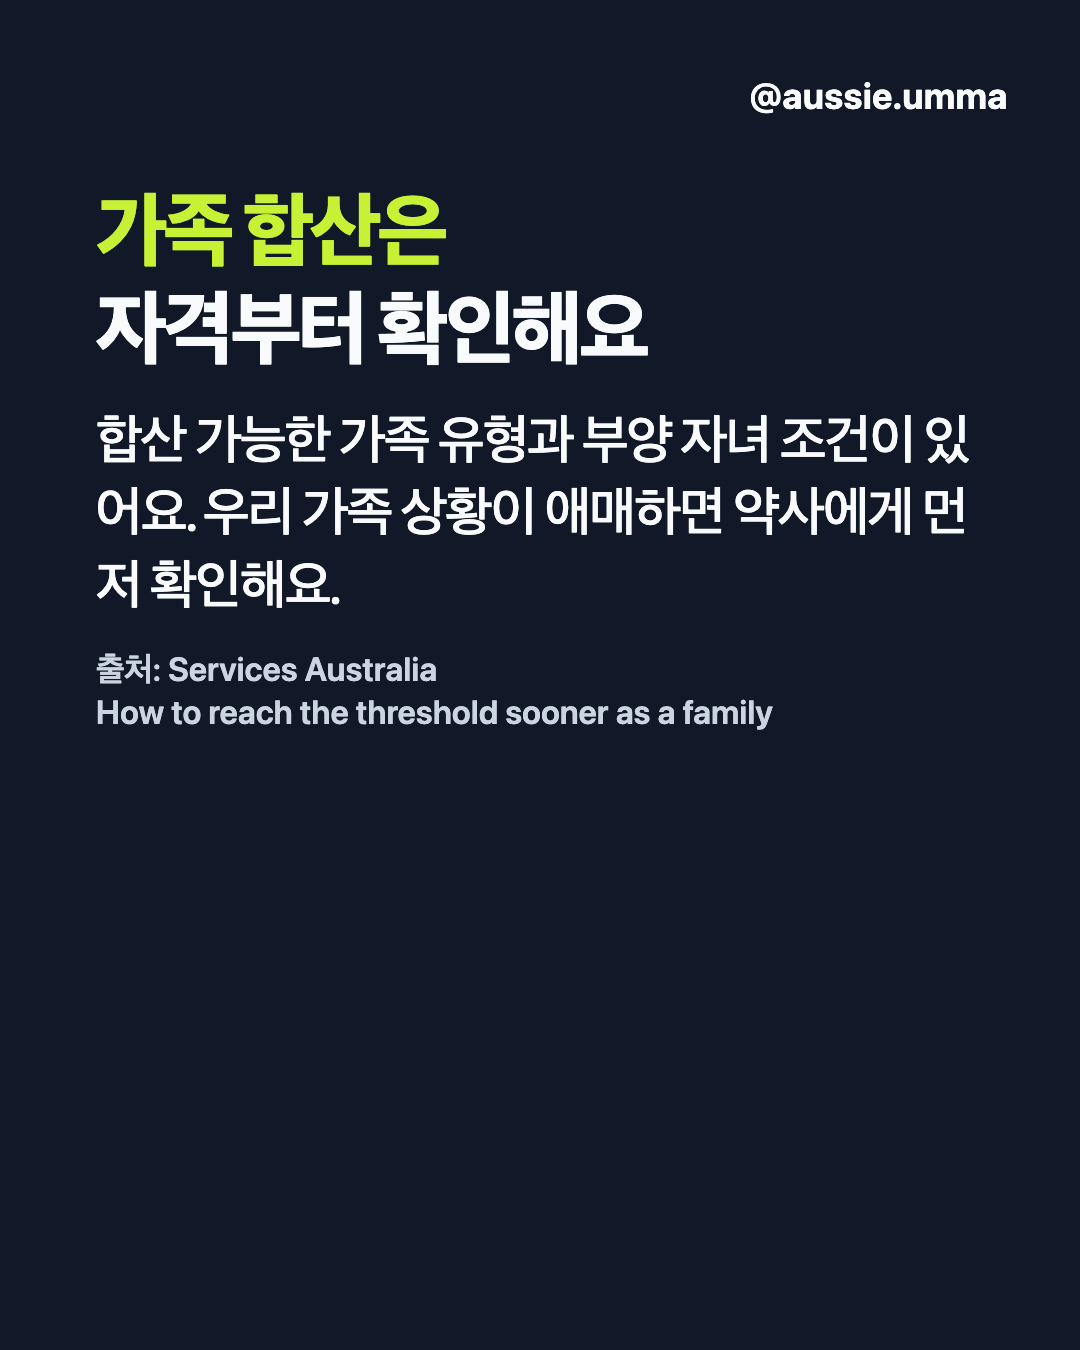 @aussie.umma
가족 합산은
자격부터 확인해요
합산 가능한 가족 유형과 부양 자녀 조건이 있
어요. 우리 가족 상황이 애매하면 약사에게 먼
저 확인해요.
출처: Services Australia
How to reach the threshold sooner as a family